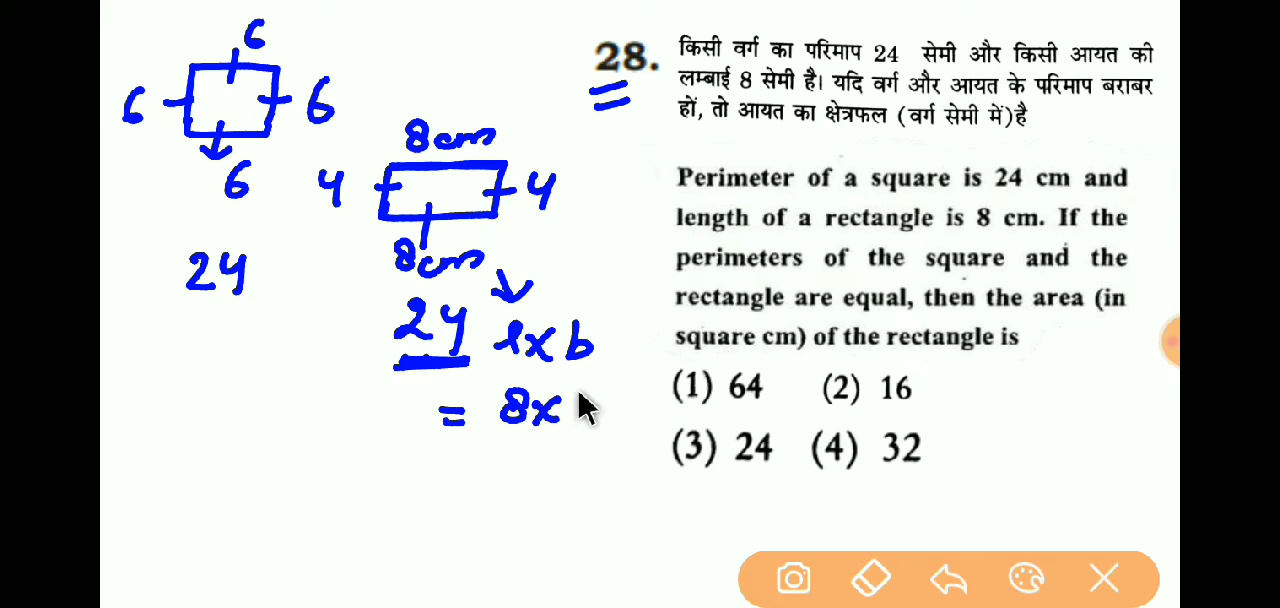 6
6
6
6
24
8cm
4
4
8cm
24
l x b
= 8x
28. किसी वर्ग का परिमाप 24 सेमी और किसी आयत की
लम्बाई 8 सेमी है। यदि वर्ग और आयत के परिमाप बराबर
हों, तो आयत का क्षेत्रफल (वर्ग सेमी में)है
Perimeter of a square is 24 cm and
length of a rectangle is 8 cm. If the
perimeters of the square and the
rectangle are equal, then the area (in
square cm) of the rectangle is
(1) 64 (2) 16
(3) 24 (4) 32